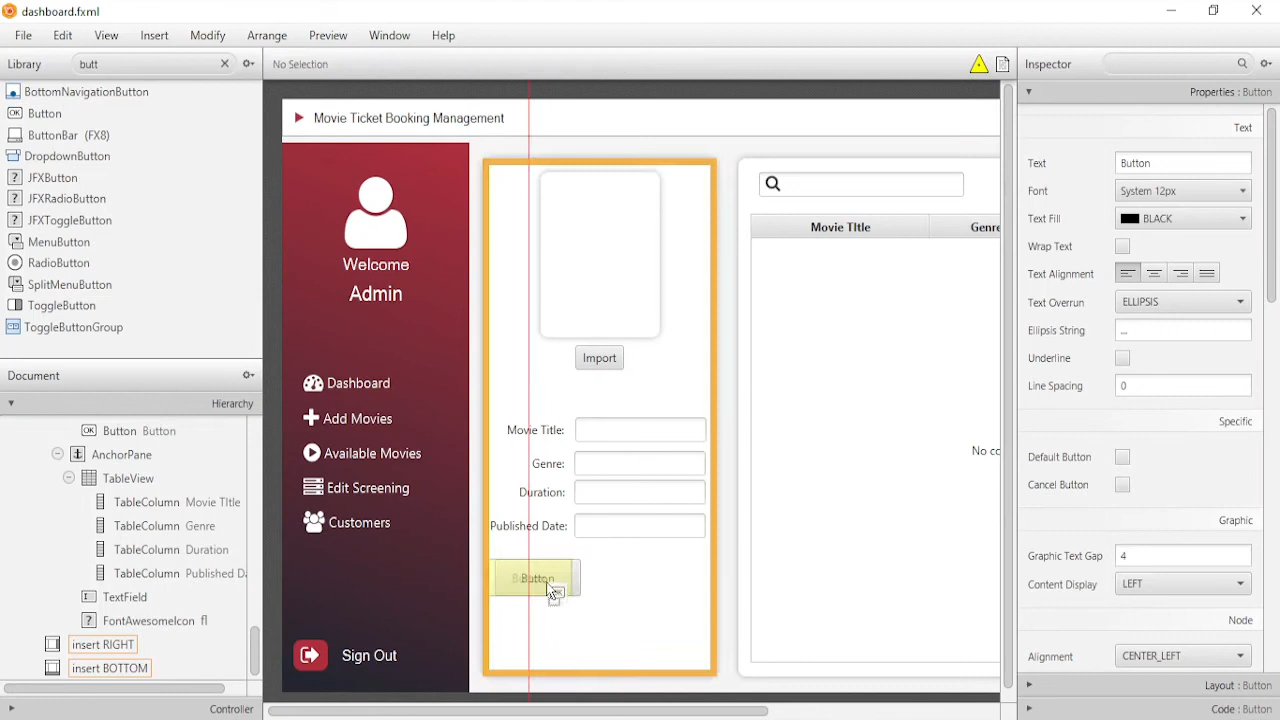 dashboard.fxml
File Edit View Insert Modify Arrange Preview Window Help
Library butt
BottomNavigationButton
OK Button
ButtonBar (FX8)
DropdownButton
? JFXButton
? JFXRadioButton
? JFXToggleButton
MenuButton
RadioButton
SplitMenuButton
ToggleButton
ToggleButtonGroup
Document
Hierarchy
OK Button Button
AnchorPane
TableView
TableColumn Movie TItle
TableColumn Genre
TableColumn Duration
TableColumn Published Da
TextField
? FontAwesomeIcon fl
insert RIGHT
insert BOTTOM
Controller
No Selection
Movie Ticket Booking Management
Welcome
Admin
Dashboard
Add Movies
Available Movies
Edit Screening
Customers
Sign Out
Import
Movie Title:
Genre:
Duration:
Published Date:
Button
Movie TItle Genre
No co
Inspector
Properties : Button
Text
Text Button
Font System 12px
Text Fill BLACK
Wrap Text
Text Alignment
Text Overrun ELLIPSIS
Ellipsis String ...
Underline
Line Spacing 0
Specific
Default Button
Cancel Button
Graphic
Graphic Text Gap 4
Content Display LEFT
Node
Alignment CENTER_LEFT
Layout : Button
Code : Button